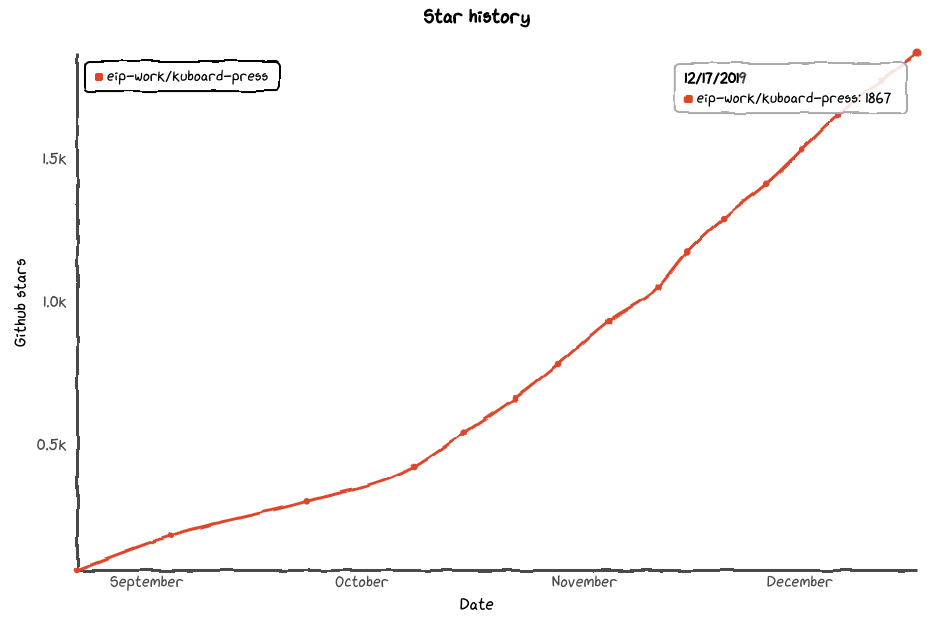 Star history
eip-work/kuboard-press
12/17/2019
eip-work/kuboard-press: 1867
1.5k
1.0k
0.5k
Github stars
September October November December
Date